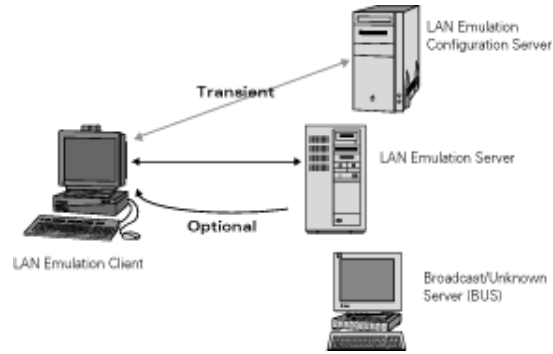 LAN Emulation
Configuration Server
Transient
LAN Emulation Server
Optional
LAN Emulation Client
Broadcast/Unknown
Server (BUS)